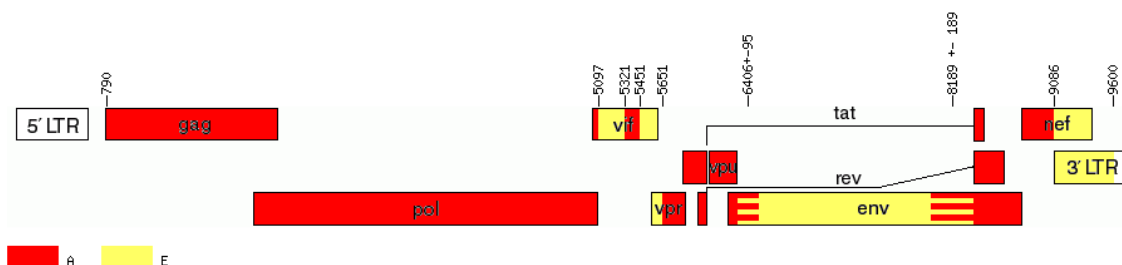 790
5097
5321
5451
5651
6406+-95
8189 +- 189
9086
9600
5' LTR
gag
vif
tat
nef
vpu
rev
3' LTR
pol
vpr
env
A
E